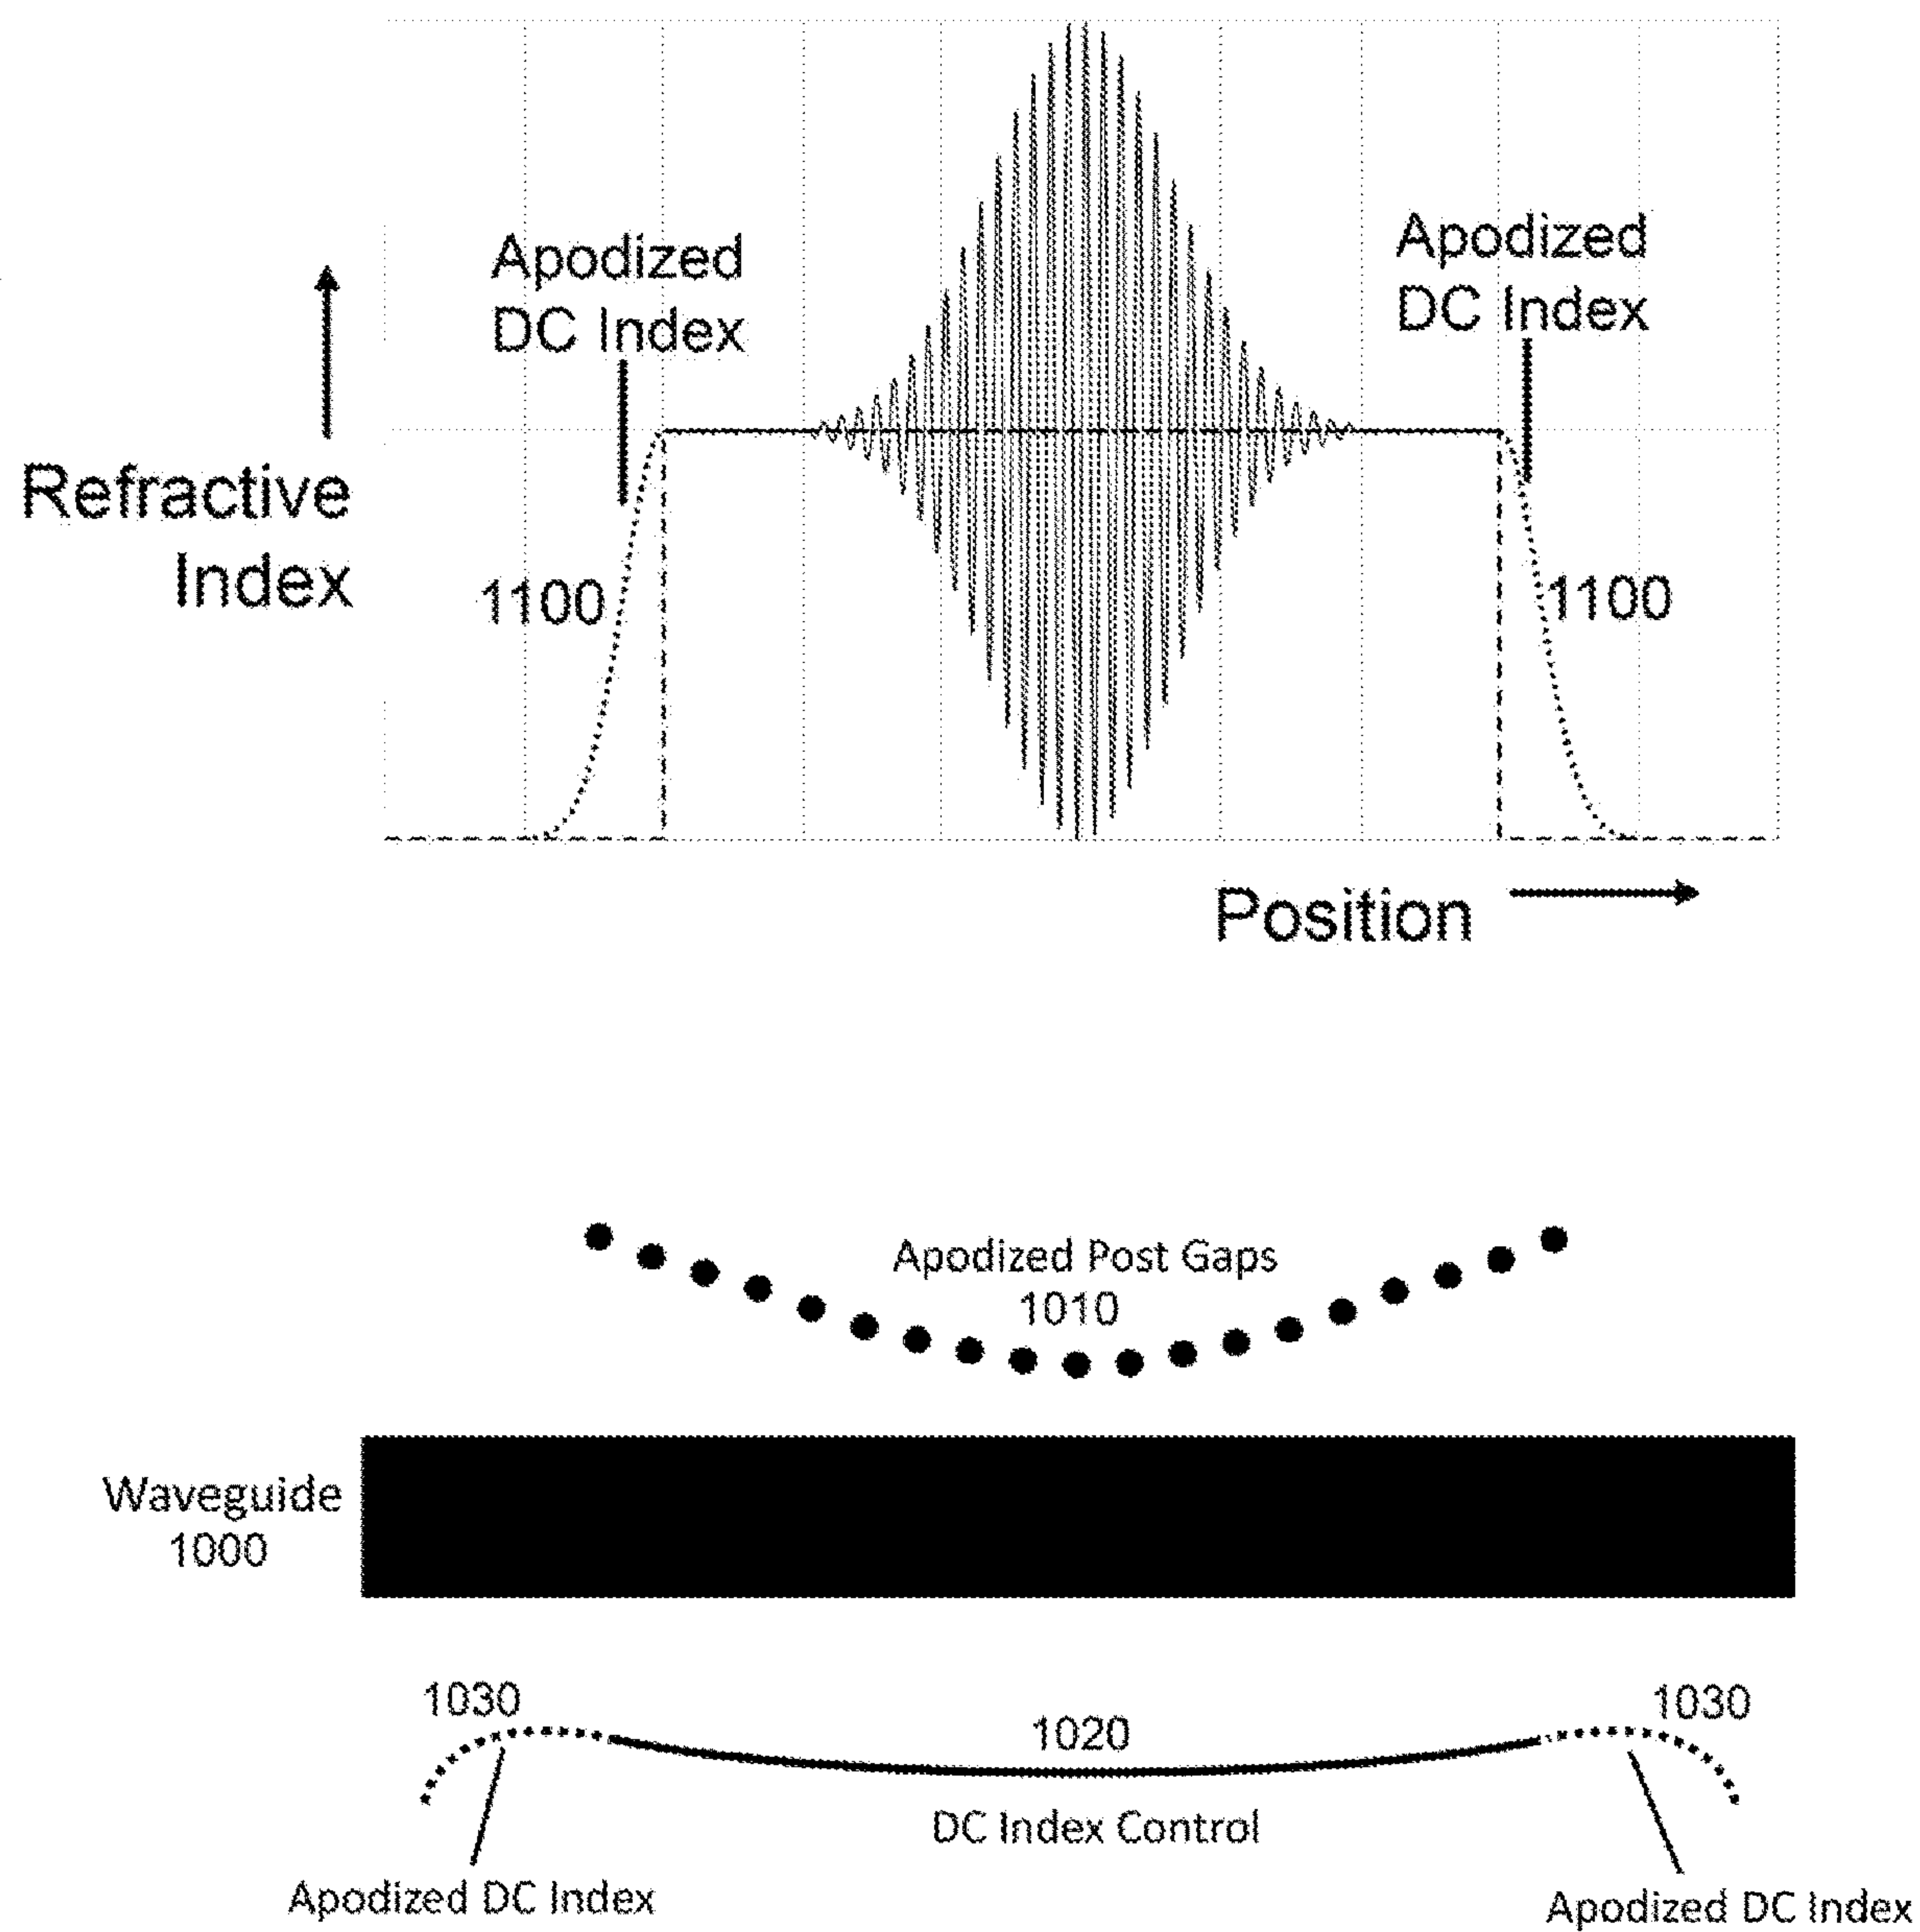 Apodized
DC Index
Apodized
DC Index
Refractive
Index
1100
1100
Position
Apodized Post Gaps
1010
Waveguide
1000
1030
1030
1020
DC Index Control
Apodized DC Index
Apodized DC Index